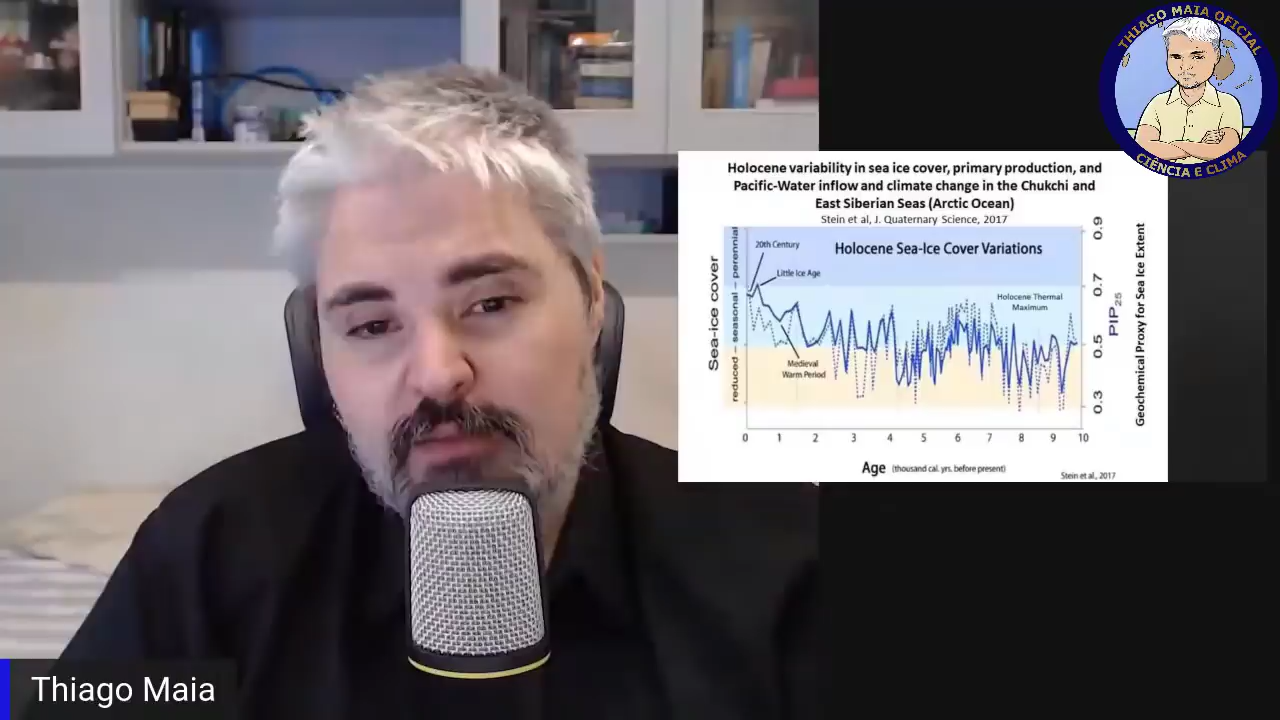 THIAGO MAIA OFICIAL
CIÊNCIA E CLIMA
Holocene variability in sea ice cover, primary production, and
Pacific-Water inflow and climate change in the Chukchi and
East Siberian Seas (Arctic Ocean)
Stein et al, J. Quaternary Science, 2017
Holocene Sea-Ice Cover Variations
20th Century
Little Ice Age
Holocene Thermal
Maximum
Medieval
Warm Period
Sea-ice cover
reduced – seasonal – perennial
0.9
0.7
0.5
0.3
PIP25
Geochemical Proxy for Sea Ice Extent
0 1 2 3 4 5 6 7 8 9 10
Age (thousand cal. yrs. before present)
Stein et al, 2017
Thiago Maia